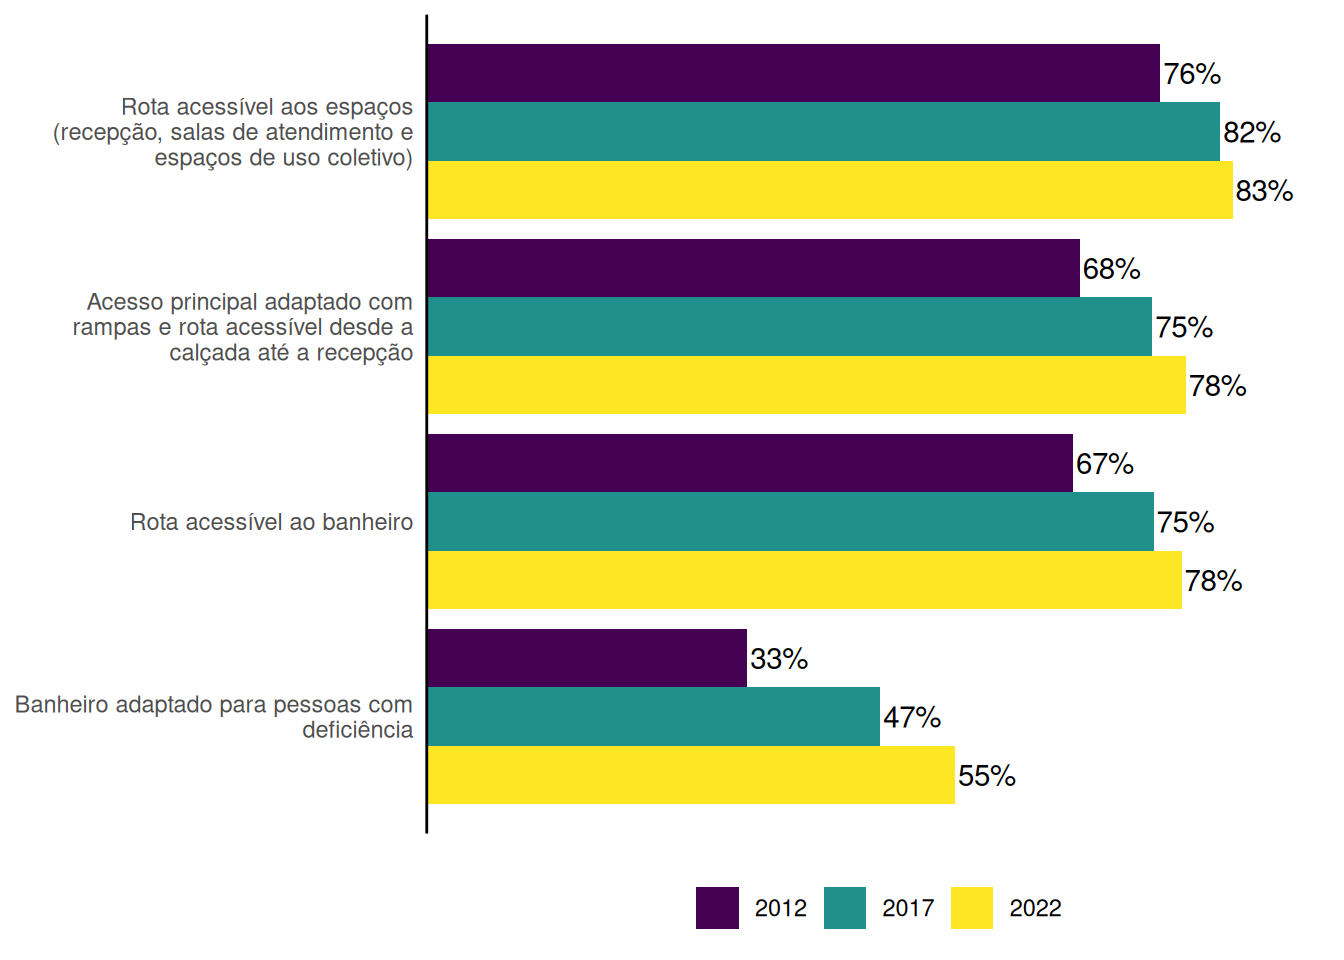 Rota acessível aos espaços
(recepção, salas de atendimento e
espaços de uso coletivo)
76%
82%
83%
Acesso principal adaptado com
rampas e rota acessível desde a
calçada até a recepção
68%
75%
78%
Rota acessível ao banheiro
67%
75%
78%
Banheiro adaptado para pessoas com
deficiência
33%
47%
55%
2012 2017 2022